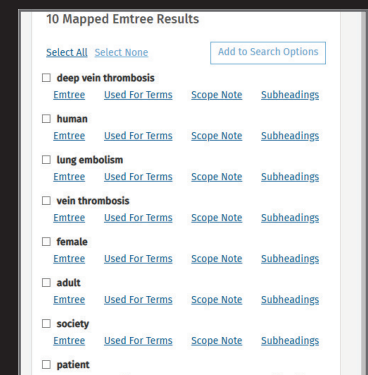 10 Mapped Emtree Results
Select All Select None Add to Search Options
deep vein thrombosis
Emtree Used For Terms Scope Note Subheadings
human
Emtree Used For Terms Scope Note Subheadings
lung embolism
Emtree Used For Terms Scope Note Subheadings
vein thrombosis
Emtree Used For Terms Scope Note Subheadings
female
Emtree Used For Terms Scope Note Subheadings
adult
Emtree Used For Terms Scope Note Subheadings
society
Emtree Used For Terms Scope Note Subheadings
patient